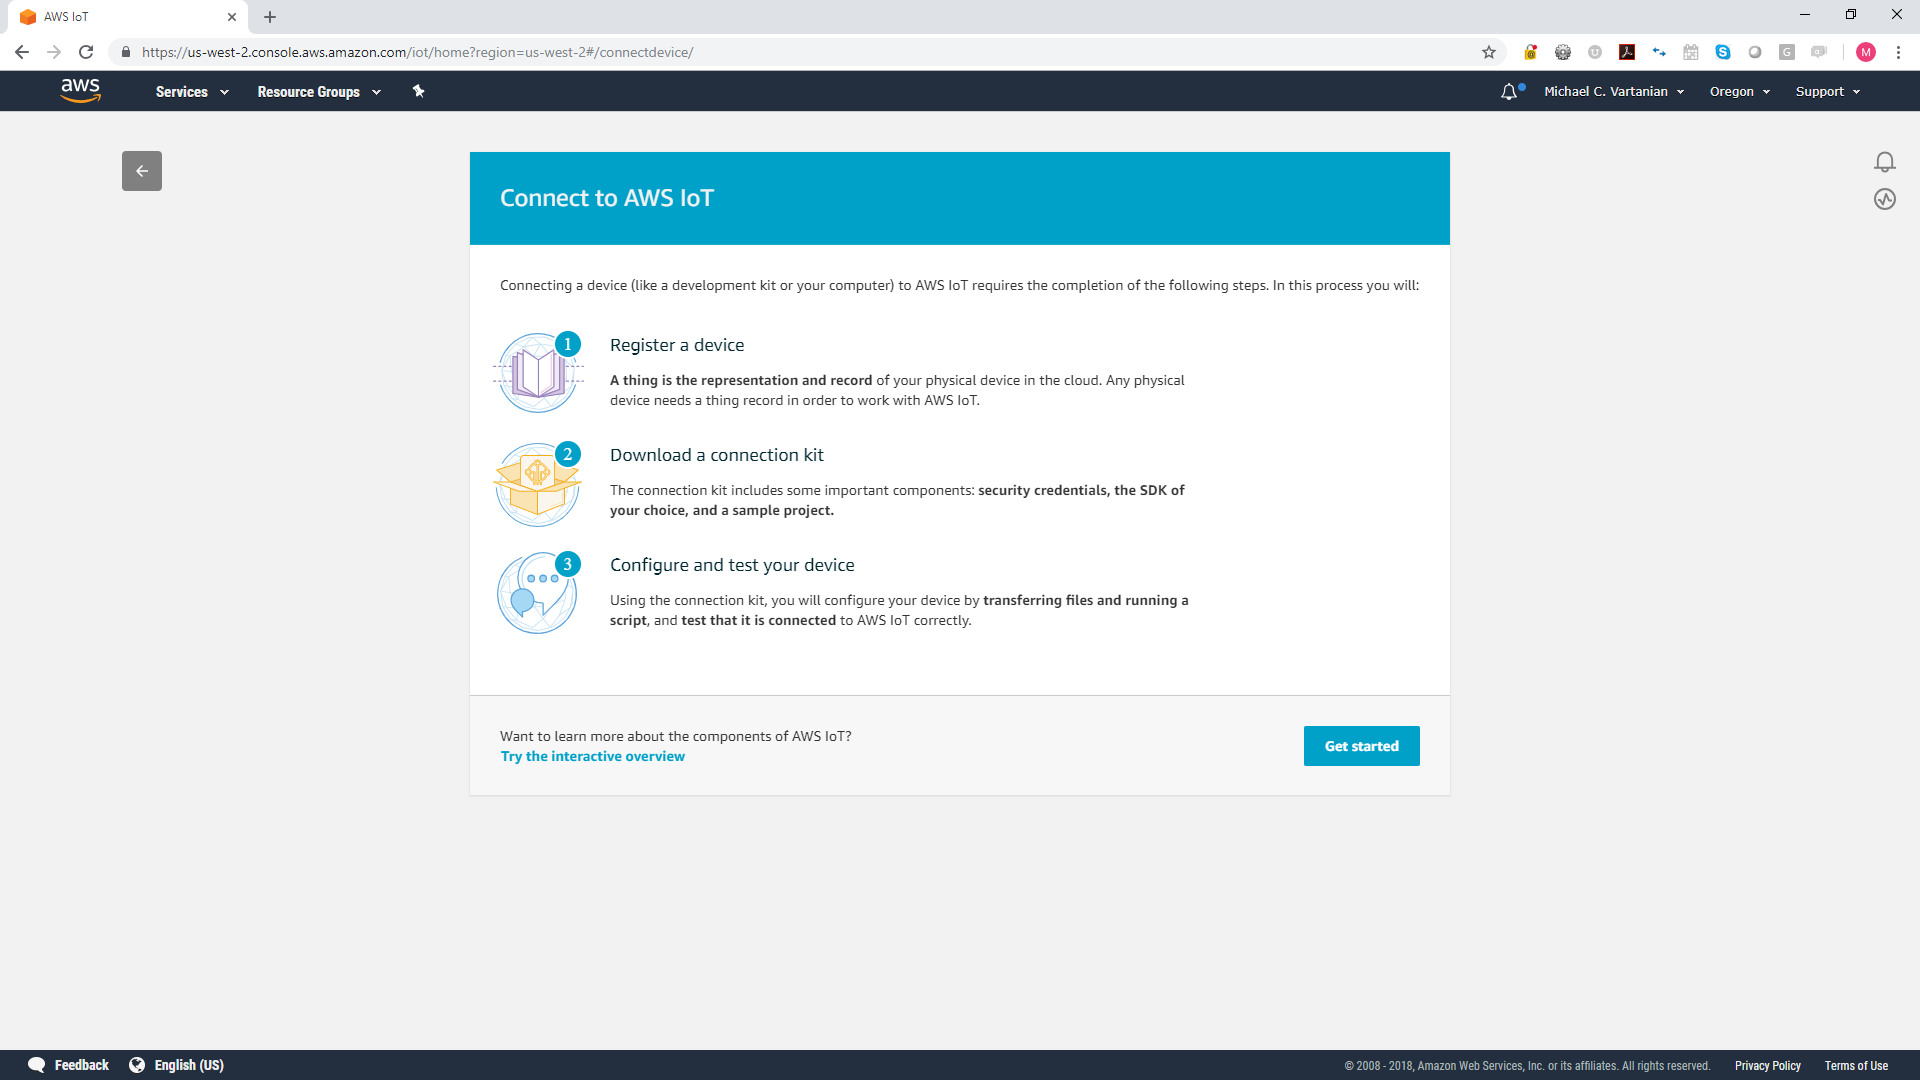 AWS IoT
https://us-west-2.console.aws.amazon.com/iot/home?region=us-west-2#/connectdevice/
M
aws
Services
Resource Groups
Michael C. Vartanian
Oregon
Support
Connect to AWS IoT
Connecting a device (like a development kit or your computer) to AWS IoT requires the completion of the following steps. In this process you will:
1
Register a device
A thing is the representation and record of your physical device in the cloud. Any physical
device needs a thing record in order to work with AWS IoT.
2
Download a connection kit
The connection kit includes some important components: security credentials, the SDK of
your choice, and a sample project.
3
Configure and test your device
Using the connection kit, you will configure your device by transferring files and running a
script, and test that it is connected to AWS IoT correctly.
Want to learn more about the components of AWS IoT?
Try the interactive overview
Get started
Feedback
English (US)
© 2008 - 2018, Amazon Web Services, Inc. or its affiliates. All rights reserved.
Privacy Policy
Terms of Use